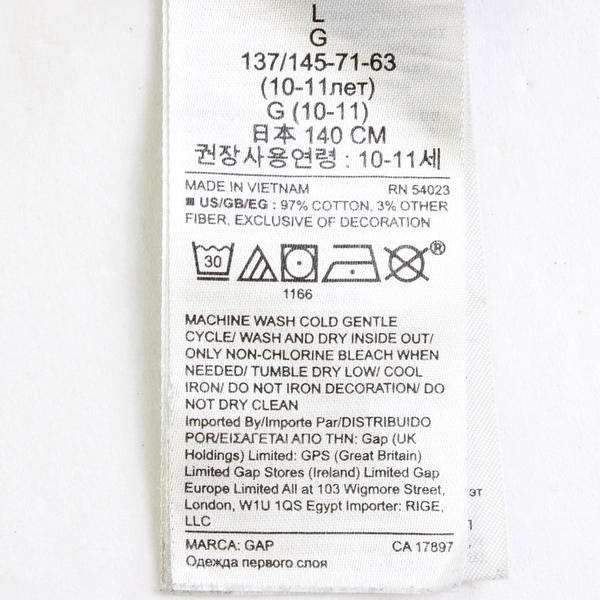 L
G
137/145-71-63
(10-11лет)
G (10-11)
日本 140 CM
권장사용연령 : 10-11세
MADE IN VIETNAM RN 54023
US/GB/EG : 97% COTTON, 3% OTHER
FIBER, EXCLUSIVE OF DECORATION
30
®
1166
MACHINE WASH COLD GENTLE
CYCLE/ WASH AND DRY INSIDE OUT/
ONLY NON-CHLORINE BLEACH WHEN
NEEDED/ TUMBLE DRY LOW/ COOL
IRON/ DO NOT IRON DECORATION/ DO
NOT DRY CLEAN
Imported By/Importe Par/DISTRIBUIDO
POR/ΕΙΣΑΓΕΤΑΙ ΑΠΟ ΤΗΝ: Gap (UK
Holdings) Limited: GPS (Great Britain)
Limited Gap Stores (Ireland) Limited Gap
Europe Limited All at 103 Wigmore Street,
London, W1U 1QS Egypt Importer: RIGE,
LLC
MARCA: GAP CA 17897
Одежда первого слоя